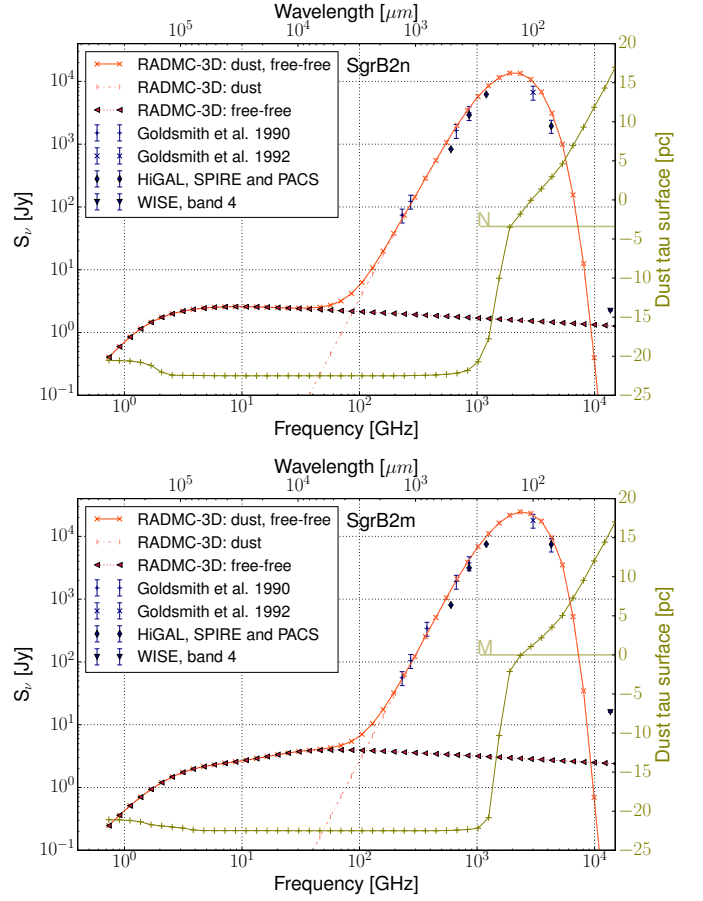 Wavelength [μm]
10^5 10^4 10^3 10^2
SgrB2n
RADMC-3D: dust, free-free
RADMC-3D: dust
RADMC-3D: free-free
Goldsmith et al. 1990
Goldsmith et al. 1992
HiGAL, SPIRE and PACS
WISE, band 4
N
S_ν [Jy]
10^4
10^3
10^2
10^1
10^0
10^-1
20
15
10
5
0
−5
−10
−15
−20
−25
Dust tau surface [pc]
10^0 10^1 10^2 10^3 10^4
Frequency [GHz]
Wavelength [μm]
10^5 10^4 10^3 10^2
SgrB2m
RADMC-3D: dust, free-free
RADMC-3D: dust
RADMC-3D: free-free
Goldsmith et al. 1990
Goldsmith et al. 1992
HiGAL, SPIRE and PACS
WISE, band 4
M
S_ν [Jy]
10^4
10^3
10^2
10^1
10^0
10^-1
20
15
10
5
0
−5
−10
−15
−20
−25
Dust tau surface [pc]
10^0 10^1 10^2 10^3 10^4
Frequency [GHz]